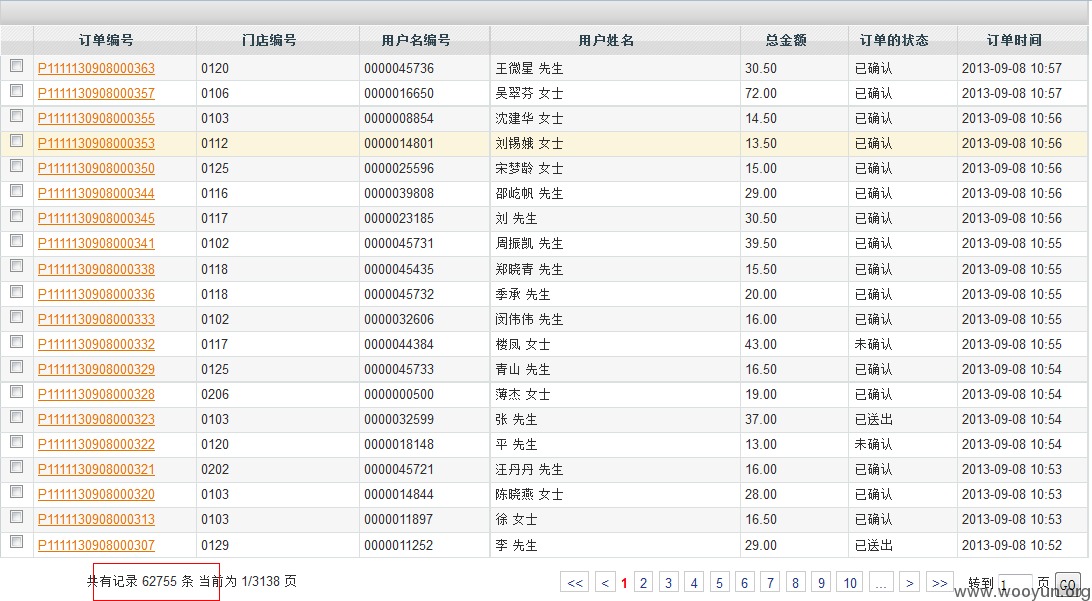 订单编号 门店编号 用户名编号 用户姓名 总金额 订单的状态 订单时间
P1111130908000363 0120 0000045736 王微星 先生 30.50 已确认 2013-09-08 10:57
P1111130908000357 0106 0000016650 吴翠芬 女士 72.00 已确认 2013-09-08 10:57
P1111130908000355 0103 0000008854 沈建华 女士 14.50 已确认 2013-09-08 10:56
P1111130908000353 0112 0000014801 刘锡娥 女士 13.50 已确认 2013-09-08 10:56
P1111130908000350 0125 0000025596 宋梦龄 女士 15.00 已确认 2013-09-08 10:56
P1111130908000344 0116 0000039808 邵屹帆 先生 29.00 已确认 2013-09-08 10:56
P1111130908000345 0117 0000023185 刘 先生 30.50 已确认 2013-09-08 10:56
P1111130908000341 0102 0000045731 周振凯 先生 39.50 已确认 2013-09-08 10:55
P1111130908000338 0118 0000045435 郑晓青 先生 15.50 已确认 2013-09-08 10:55
P1111130908000336 0118 0000045732 季承 先生 20.00 已确认 2013-09-08 10:55
P1111130908000333 0102 0000032606 闵伟伟 先生 16.00 已确认 2013-09-08 10:55
P1111130908000332 0117 0000044384 楼凤 女士 43.00 未确认 2013-09-08 10:55
P1111130908000329 0125 0000045733 青山 先生 16.50 已确认 2013-09-08 10:54
P1111130908000328 0206 0000000500 薄杰 女士 19.00 已确认 2013-09-08 10:54
P1111130908000323 0103 0000032599 张 先生 37.00 已送出 2013-09-08 10:54
P1111130908000322 0120 0000018148 平 先生 13.00 未确认 2013-09-08 10:54
P1111130908000321 0202 0000045721 汪丹丹 先生 16.00 已确认 2013-09-08 10:53
P1111130908000320 0103 0000014844 陈晓燕 女士 28.00 已确认 2013-09-08 10:53
P1111130908000313 0103 0000011897 徐 女士 16.50 已确认 2013-09-08 10:53
P1111130908000307 0129 0000011252 李 先生 29.00 已送出 2013-09-08 10:52
共有记录 62755 条 当前为 1/3138 页 << < 1 2 3 4 5 6 7 8 9 10 ... > >> 转到 1 页 GO
www.wooyun.org